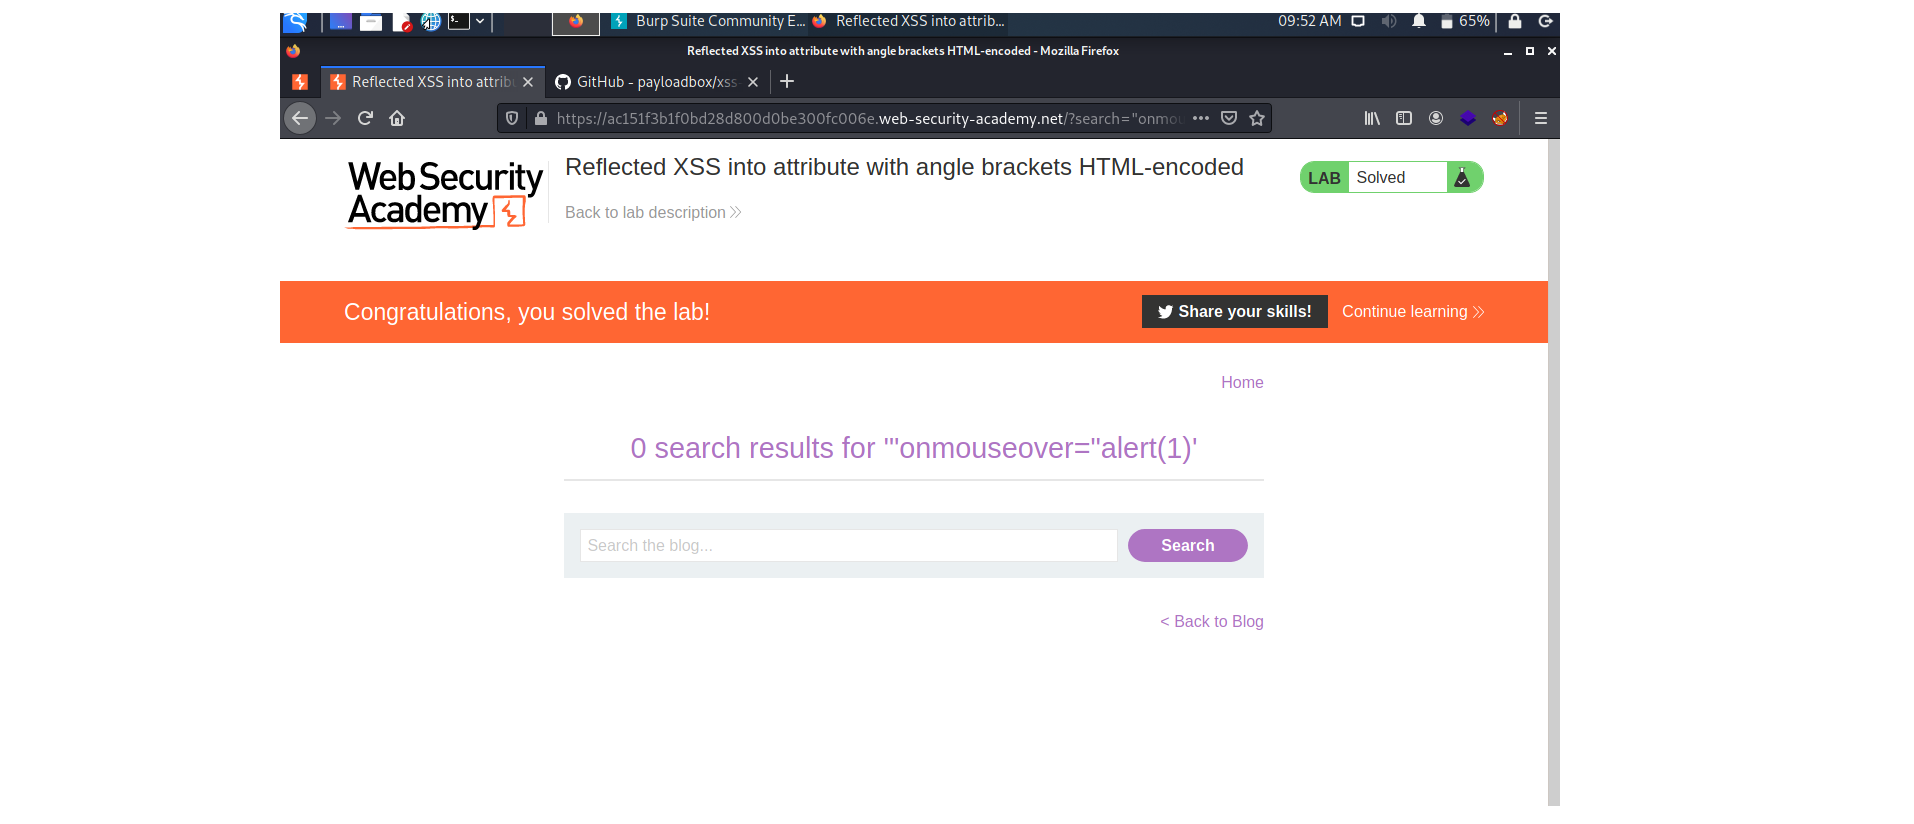 Burp Suite Community E... Reflected XSS into attrib... 09:52 AM 65%
Reflected XSS into attribute with angle brackets HTML-encoded - Mozilla Firefox
Reflected XSS into attrib GitHub - payloadbox/xss
https://ac151f3b1f0bd28d800d0be300fc006e.web-security-academy.net/?search="onmou
Web Security
Academy
Reflected XSS into attribute with angle brackets HTML-encoded
Back to lab description
LAB Solved
Congratulations, you solved the lab!
Share your skills!
Continue learning
Home
0 search results for '"onmouseover="alert(1)'
Search the blog...
Search
< Back to Blog